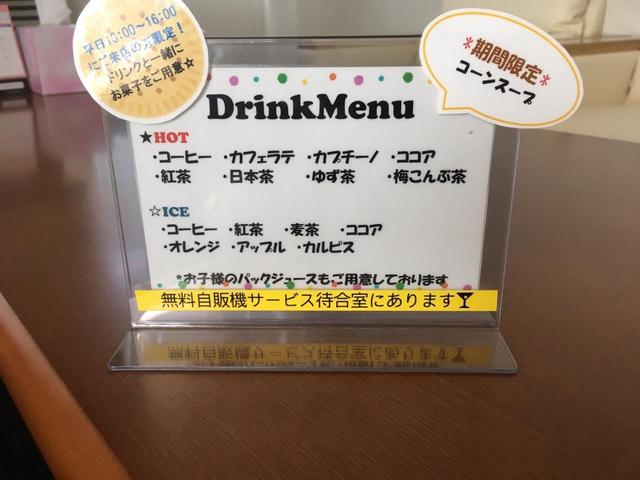 平日10:00〜16:00
にご来店の方限定!
ドリンクと一緒に
お菓子をご用意☆
*期間限定*
コーンスープ
DrinkMenu
★HOT
・コーヒー ・カフェラテ ・カプチーノ ・ココア
・紅茶 ・日本茶 ・ゆず茶 ・梅こんぶ茶
☆ICE
・コーヒー ・紅茶 ・麦茶 ・ココア
・オレンジ ・アップル ・カルピス
*お子様のパックジュースもご用意しております
無料自販機サービス待合室にあります🍸